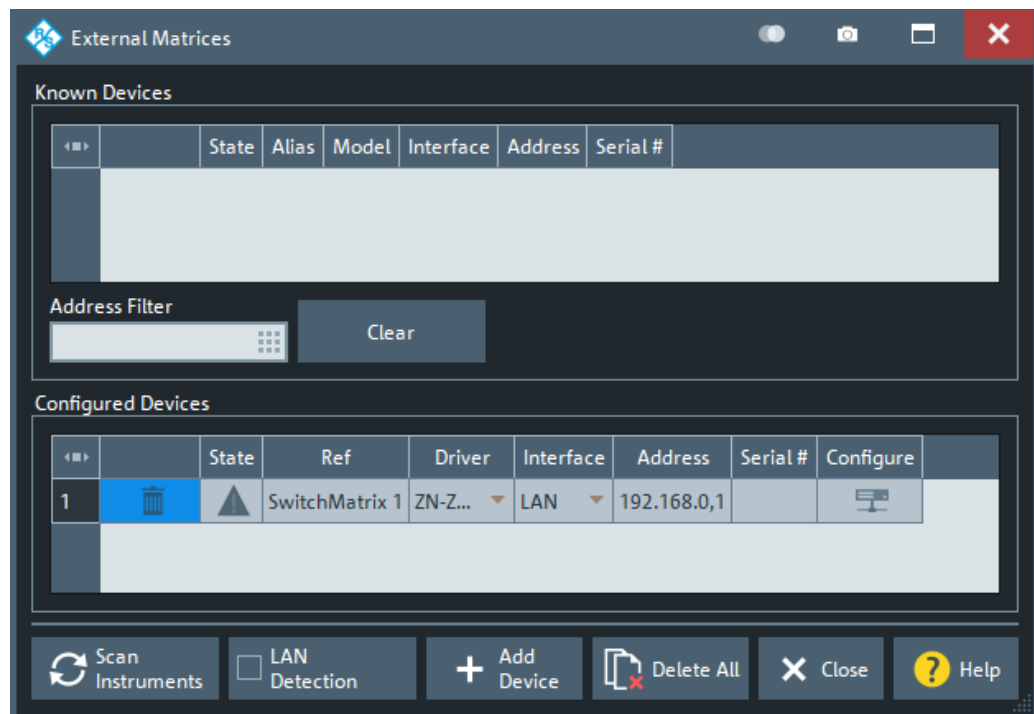 R&S External Matrices
Known Devices
State Alias Model Interface Address Serial #
Address Filter
Clear
Configured Devices
State Ref Driver Interface Address Serial # Configure
1 SwitchMatrix 1 ZN-Z... LAN 192.168.0,1
Scan Instruments
LAN Detection
Add Device
Delete All
Close
? Help